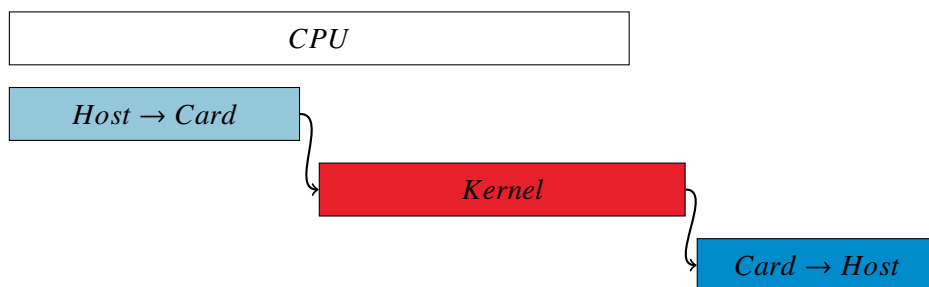 CPU
Host → Card
Kernel
Card → Host